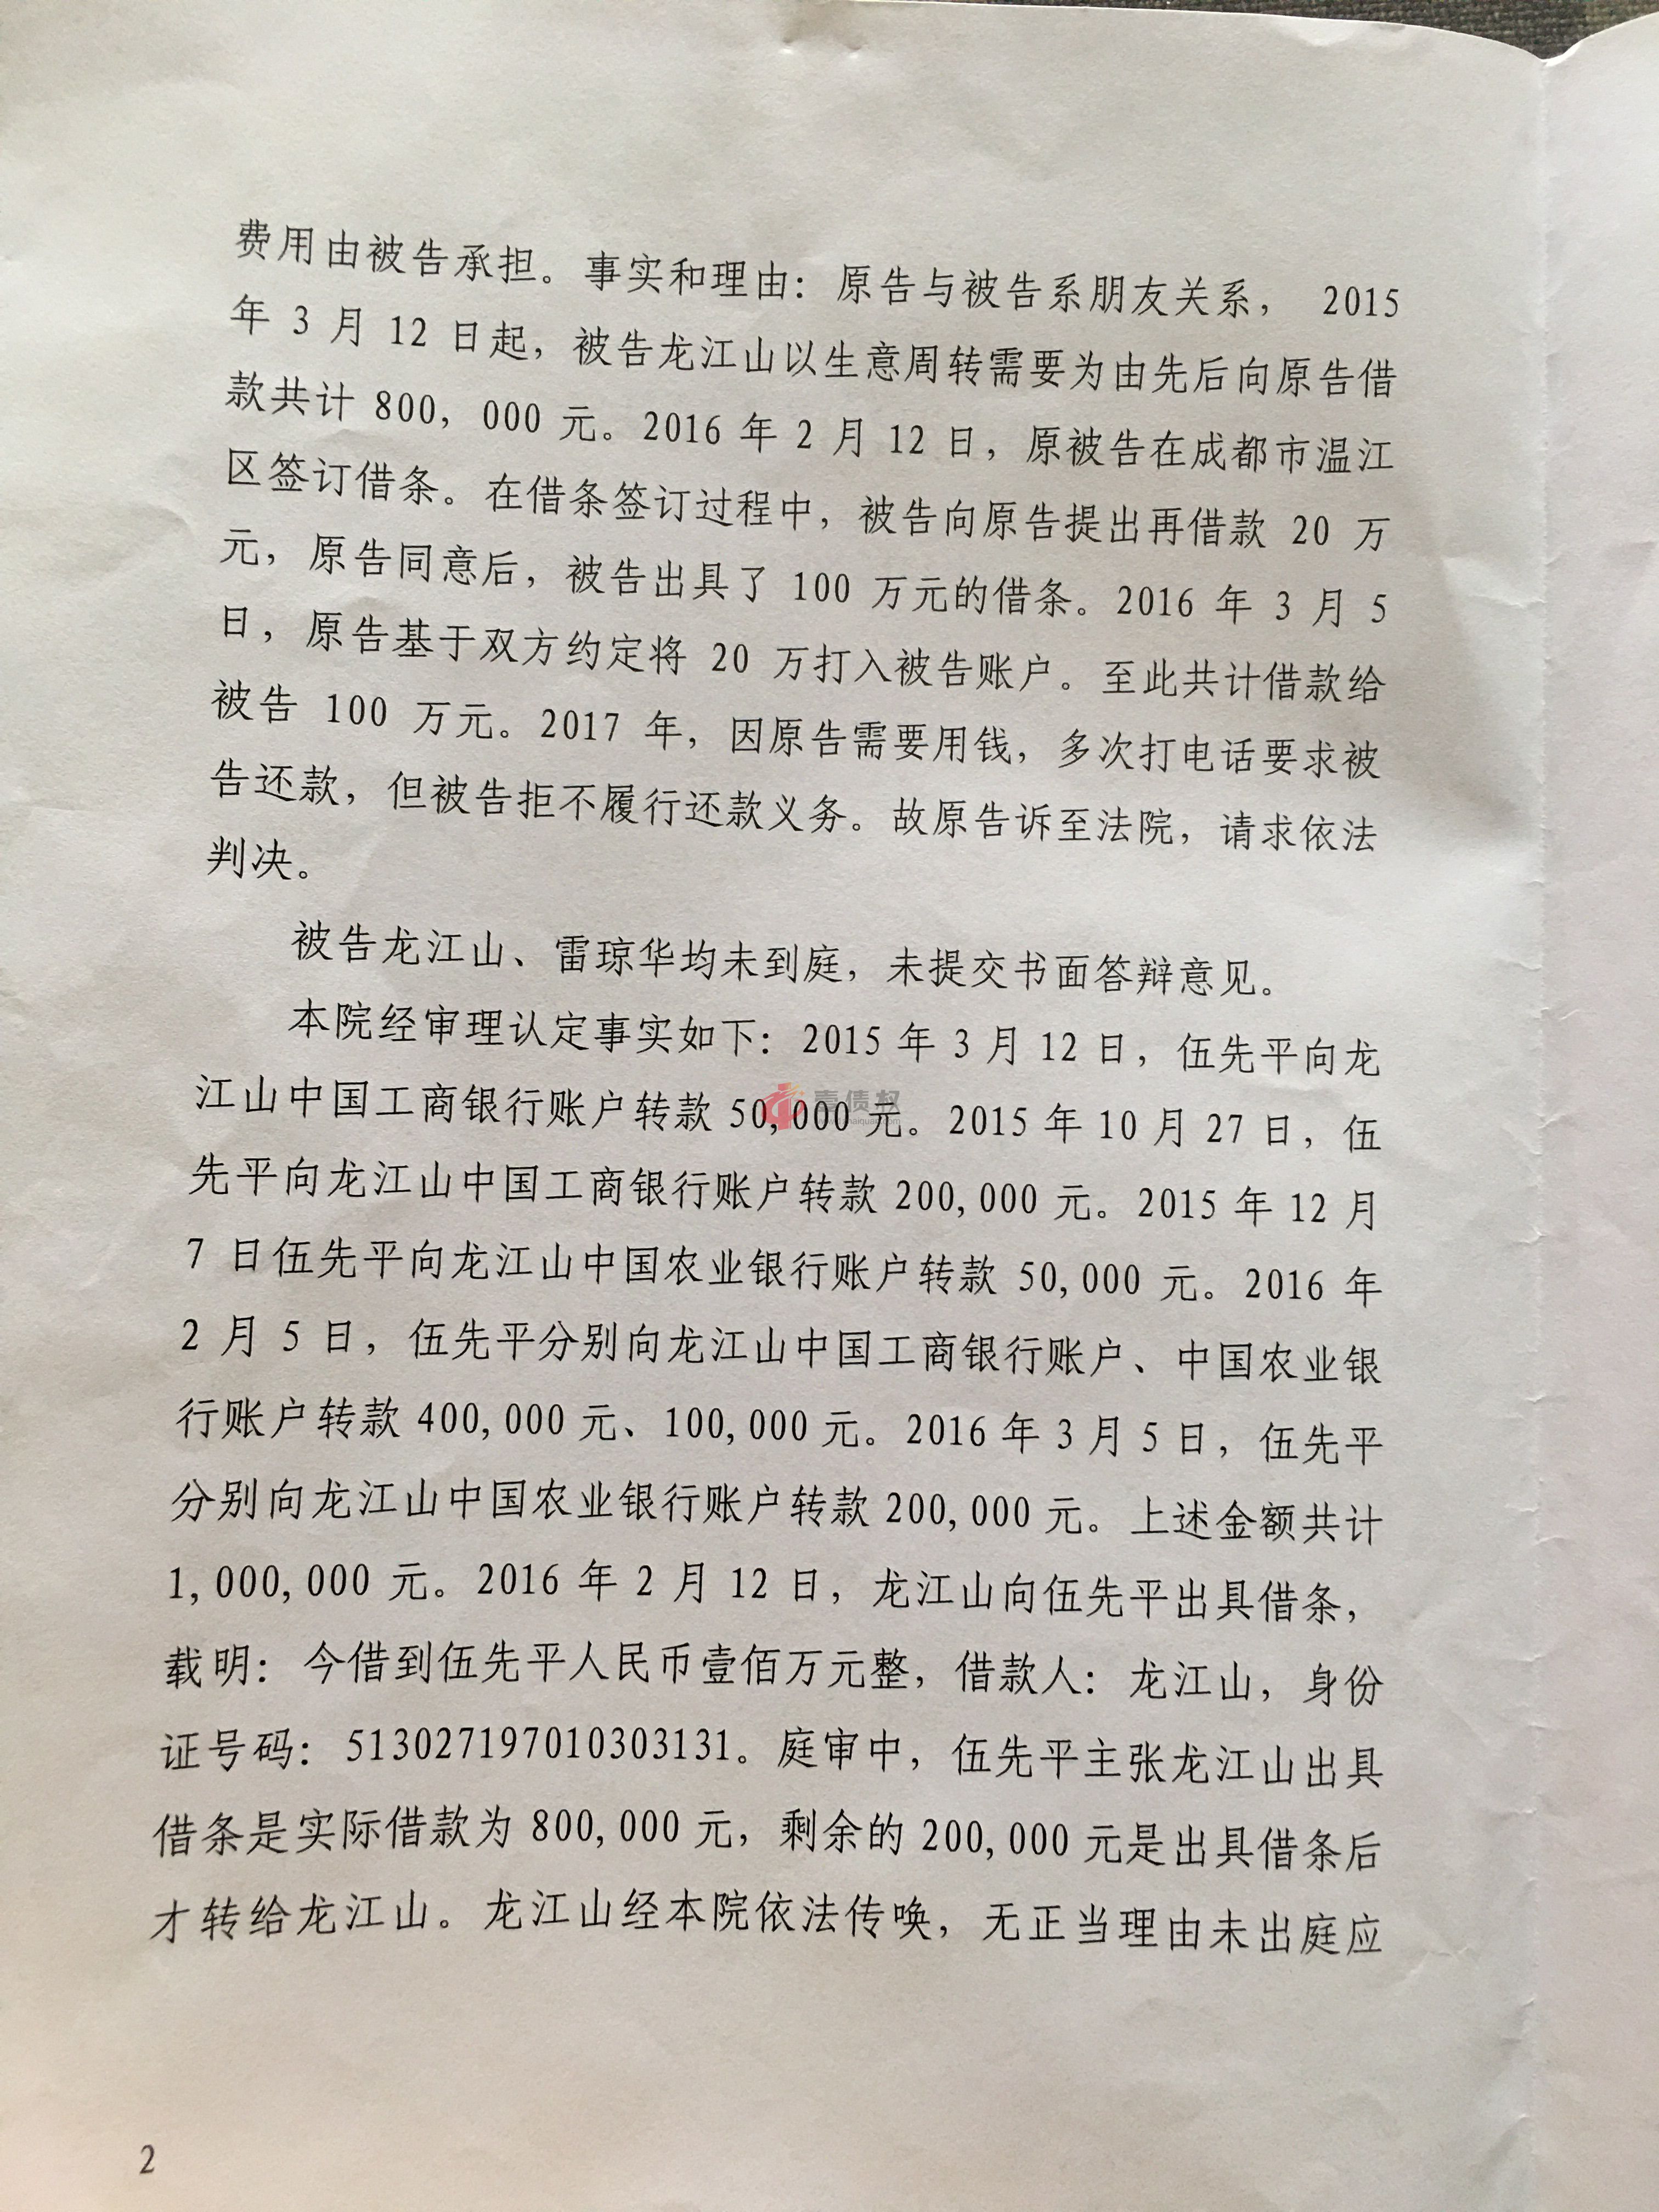 费用由被告承担。事实和理由：原告与被告系朋友关系， 2015
年 3 月 12 日起，被告龙江山以生意周转需要为由先后向原告借
款共计 800，000 元。2016 年 2 月 12 日，原被告在成都市温江
区签订借条。在借条签订过程中，被告向原告提出再借款 20 万
元，原告同意后，被告出具了 100 万元的借条。2016 年 3 月 5
日，原告基于双方约定将 20 万打入被告账户。至此共计借款给
被告 100 万元。2017 年，因原告需要用钱，多次打电话要求被
告还款，但被告拒不履行还款义务。故原告诉至法院，请求依法
判决。
被告龙江山、雷琼华均未到庭，未提交书面答辩意见。
本院经审理认定事实如下：2015 年 3 月 12 日，伍先平向龙
江山中国工商银行账户转款 50,000 元。2015 年 10 月 27 日，伍
先平向龙江山中国工商银行账户转款 200,000 元。2015 年 12 月
7 日伍先平向龙江山中国农业银行账户转款 50,000 元。2016 年
2 月 5 日，伍先平分别向龙江山中国工商银行账户、中国农业银
行账户转款 400,000 元、100,000 元。2016 年 3 月 5 日，伍先平
分别向龙江山中国农业银行账户转款 200,000 元。上述金额共计
1,000,000 元。2016 年 2 月 12 日，龙江山向伍先平出具借条，
载明：今借到伍先平人民币壹佰万元整，借款人：龙江山，身份
证号码：513027197010303131。庭审中，伍先平主张龙江山出具
借条是实际借款为 800,000 元，剩余的 200,000 元是出具借条后
才转给龙江山。龙江山经本院依法传唤，无正当理由未出庭应
2
壹债权